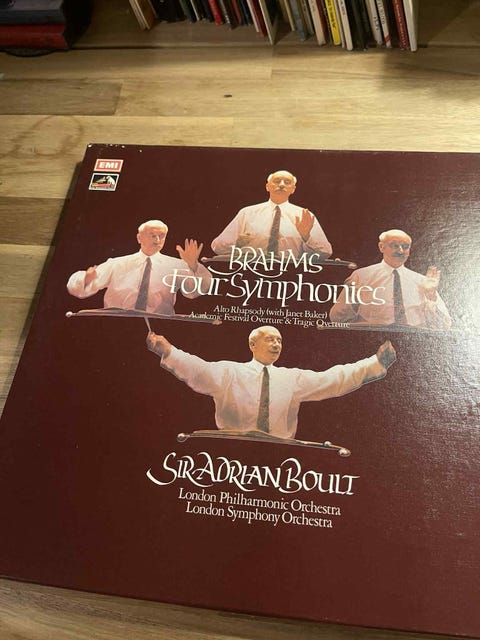 EMI
BRAHMS
Four Symphonies
Alto Rhapsody (with Janet Baker)
Academic Festival Overture & Tragic Overture
SIR ADRIAN BOULT
London Philharmonic Orchestra
London Symphony Orchestra